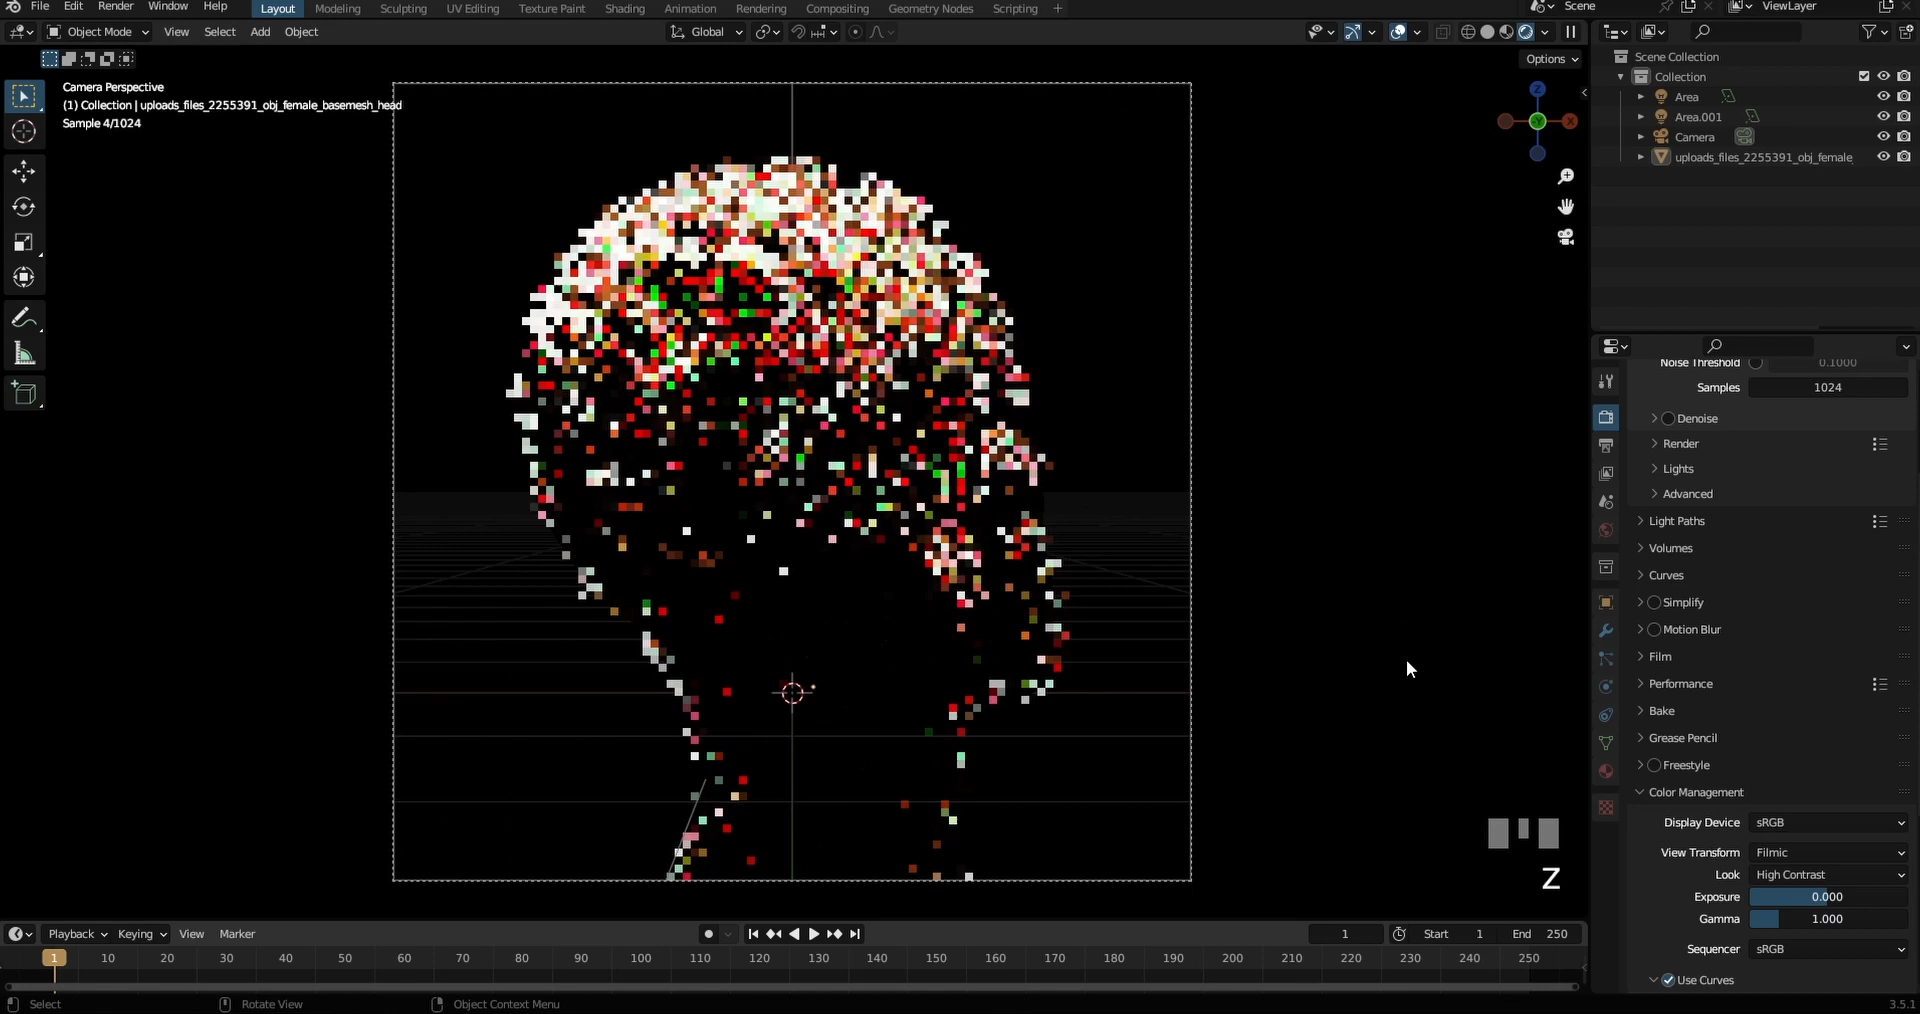 File Edit Render Window Help Layout Modeling Sculpting UV Editing Texture Paint Shading Animation Rendering Compositing Geometry Nodes Scripting + Scene ViewLayer
Object Mode View Select Add Object Global
Options
Camera Perspective
(1) Collection | uploads_files_2255391_obj_female_basemesh_head
Sample 4/1024
Z
X
Y
Scene Collection
Collection
Area
Area.001
Camera
uploads_files_2255391_obj_female
Noise Threshold 0.1000
Samples 1024
Denoise
Render
Lights
Advanced
Light Paths
Volumes
Curves
Simplify
Motion Blur
Film
Performance
Bake
Grease Pencil
Freestyle
Color Management
Display Device sRGB
View Transform Filmic
Look High Contrast
Exposure 0.000
Gamma 1.000
Sequencer sRGB
Use Curves
Z
Playback Keying View Marker 1 Start 1 End 250
1 10 20 30 40 50 60 70 80 90 100 110 120 130 140 150 160 170 180 190 200 210 220 230 240 250
Select Rotate View Object Context Menu 3.5.1